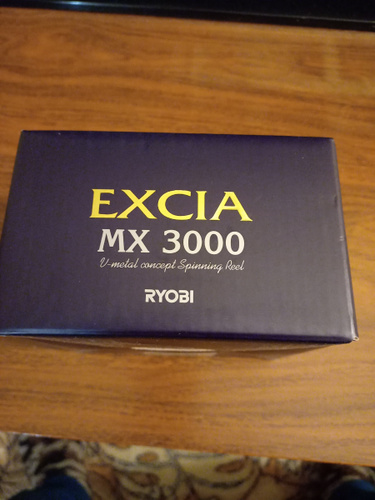 EXCIA
MX 3000
V-metal concept Spinning Reel
RYOBI